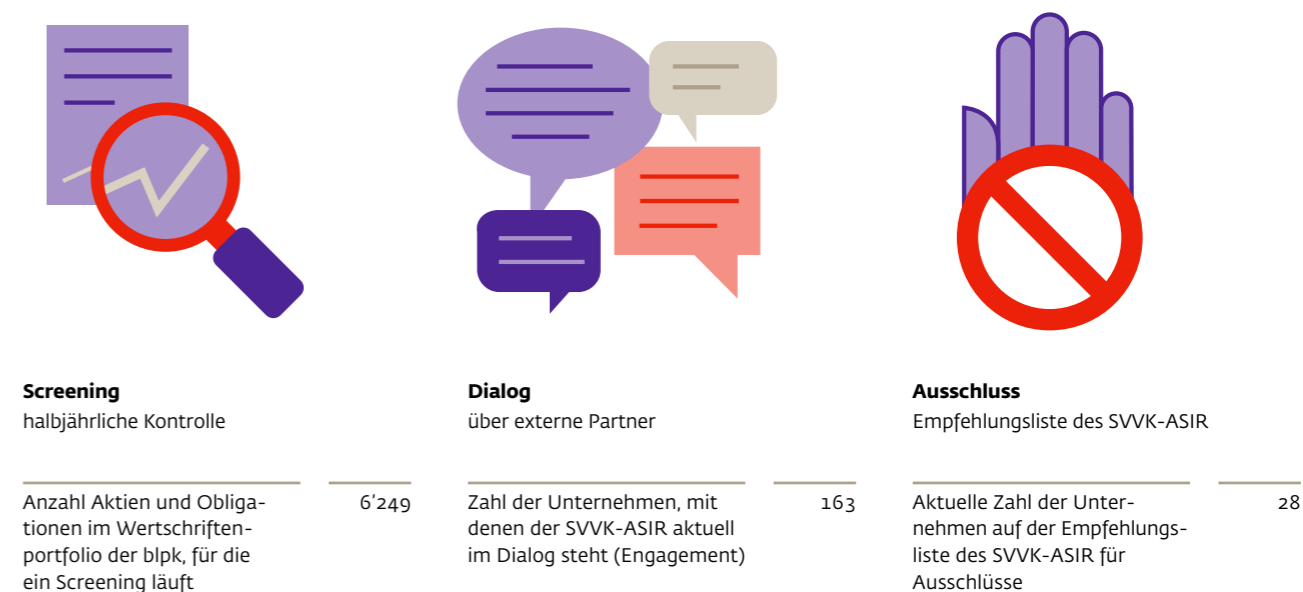 Screening
halbjährliche Kontrolle
Anzahl Aktien und Obliga-
tionen im Wertschriften-
portfolio der blpk, für die
ein Screening läuft
6'249
Dialog
über externe Partner
Zahl der Unternehmen, mit
denen der SVVK-ASIR aktuell
im Dialog steht (Engagement)
163
Ausschluss
Empfehlungsliste des SVVK-ASIR
Aktuelle Zahl der Unter-
nehmen auf der Empfehlungs-
liste des SVVK-ASIR für
Ausschlüsse
28